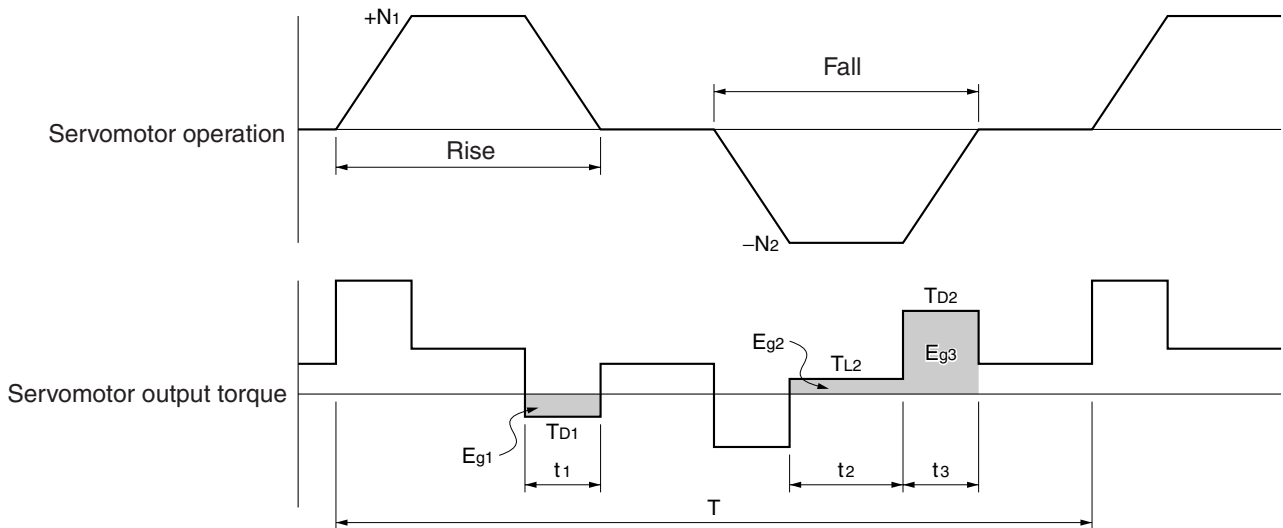 +N1
Fall
Servomotor operation
Rise
–N2
TD2
Eg2
TL2
Eg3
Servomotor output torque
TD1
Eg1
t1
t2
t3
T